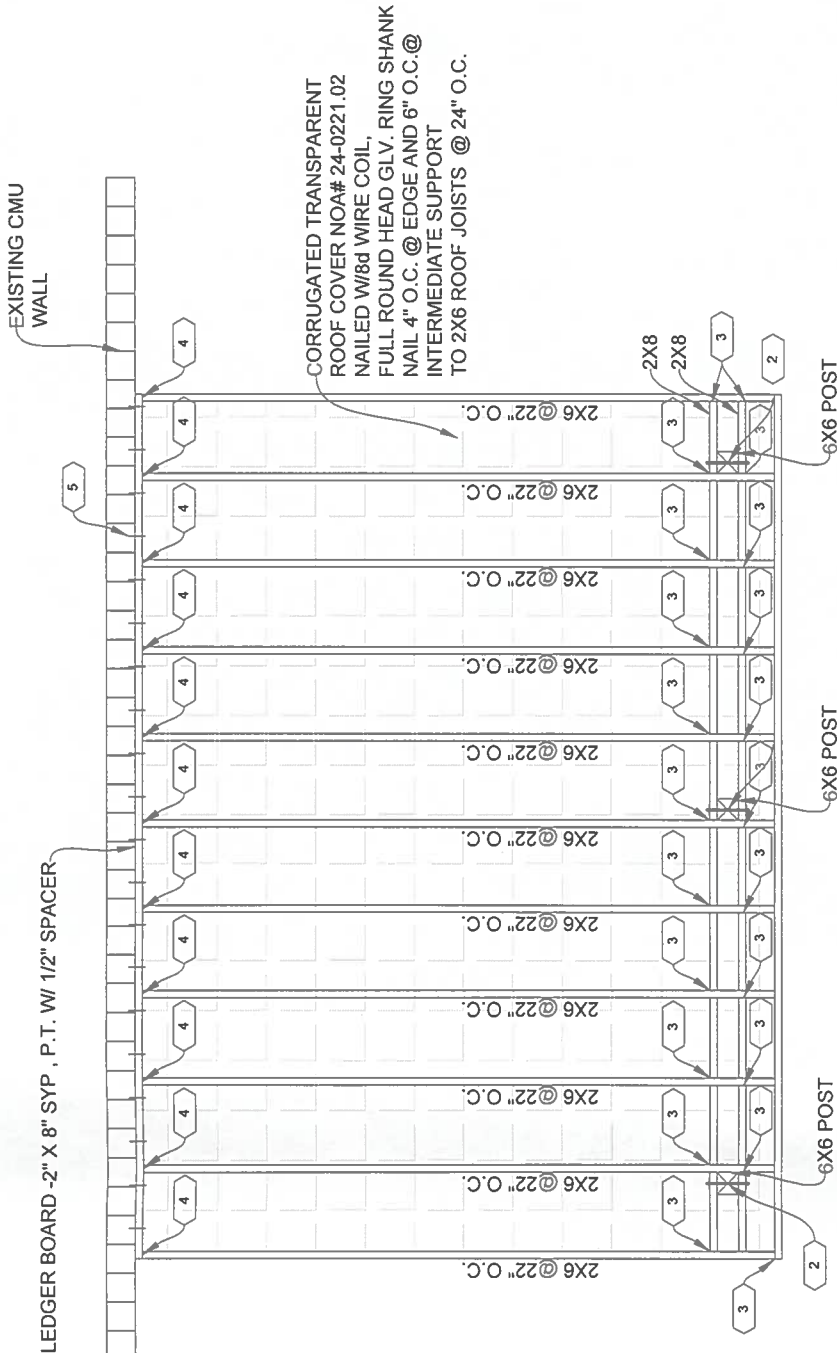 EXISTING CMU
WALL
LEDGER BOARD -2" X 8" SYP , P.T. W/ 1/2" SPACER
5
CORRUGATED TRANSPARENT
ROOF COVER NOA# 24-0221.02
NAILED W/8d WIRE COIL,
FULL ROUND HEAD GLV. RING SHANK
NAIL 4" O.C. @ EDGE AND 6" O.C.@
INTERMEDIATE SUPPORT
TO 2X6 ROOF JOISTS @ 24" O.C.
4
4
4
4
4
4
4
4
4
4
4
2X6 @ 22" O.C.
2X6 @ 22" O.C.
2X6 @ 22" O.C.
2X6 @ 22" O.C.
2X6 @ 22" O.C.
2X6 @ 22" O.C.
2X6 @ 22" O.C.
2X6 @ 22" O.C.
2X6 @ 22" O.C.
2X6 @ 22" O.C.
2X6 @ 22" O.C.
3
3
3
3
3
3
3
3
3
3
2X8
2X8
3
3
3
3
3
3
3
3
3
3
3
3
2
2
6X6 POST
6X6 POST
6X6 POST